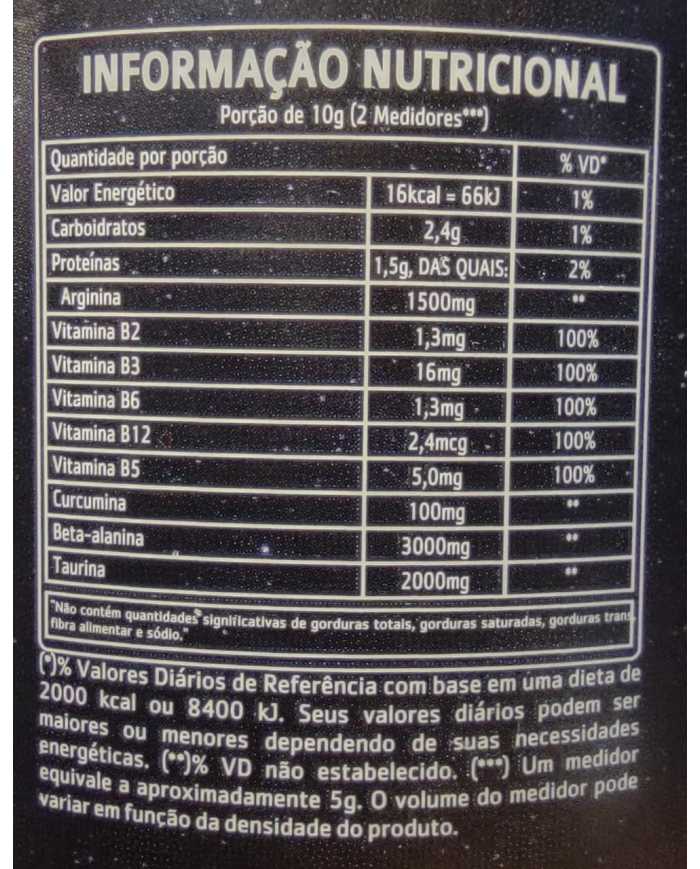 INFORMAÇÃO NUTRICIONAL
Porção de 10g (2 Medidores***)
Quantidade por porção % VD*
Valor Energético 16kcal = 66kJ 1%
Carboidratos 2,4g 1%
Proteínas 1,5g, DAS QUAIS: 2%
Arginina 1500mg **
Vitamina B2 1,3mg 100%
Vitamina B3 16mg 100%
Vitamina B6 1,3mg 100%
Vitamina B12 2,4mcg 100%
Vitamina B5 5,0mg 100%
Curcumina 100mg **
Beta-alanina 3000mg **
Taurina 2000mg **
"Não contém quantidades significativas de gorduras totais, gorduras saturadas, gorduras trans,
fibra alimentar e sódio."
(*)% Valores Diários de Referência com base em uma dieta de
2000 kcal ou 8400 kJ. Seus valores diários podem ser
maiores ou menores dependendo de suas necessidades
energéticas. (**)% VD não estabelecido. (***) Um medidor
equivale a aproximadamente 5g. O volume do medidor pode
variar em função da densidade do produto.